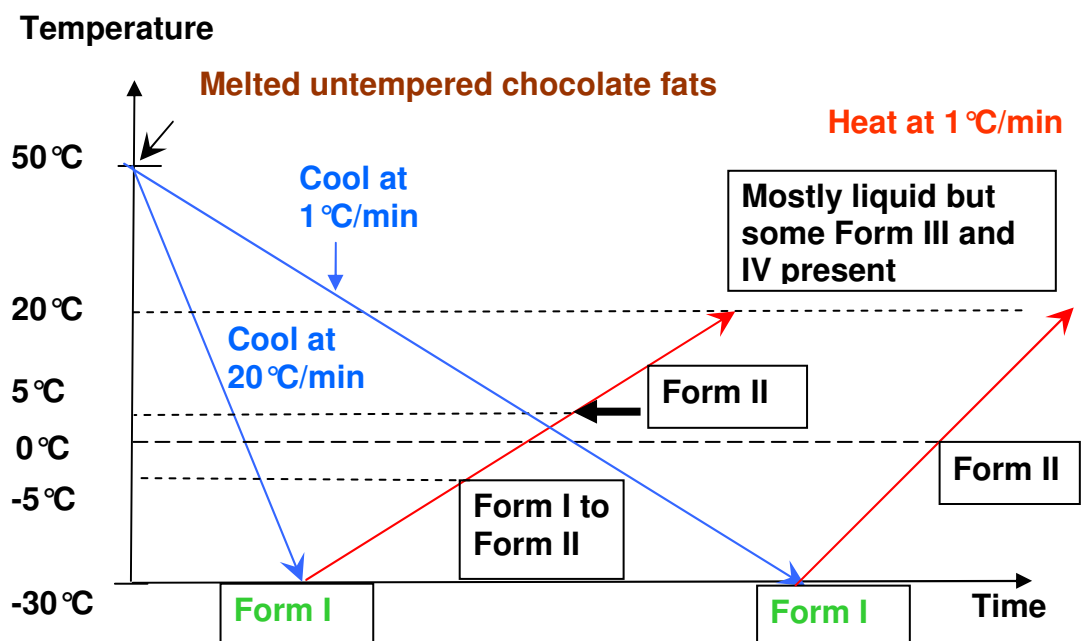 Temperature
Melted untempered chocolate fats
Heat at 1°C/min
50°C
Cool at
1°C/min
Mostly liquid but
some Form III and
IV present
20°C
Cool at
20°C/min
5°C
Form II
0°C
Form II
-5°C
Form I to
Form II
-30°C
Form I
Form I
Time